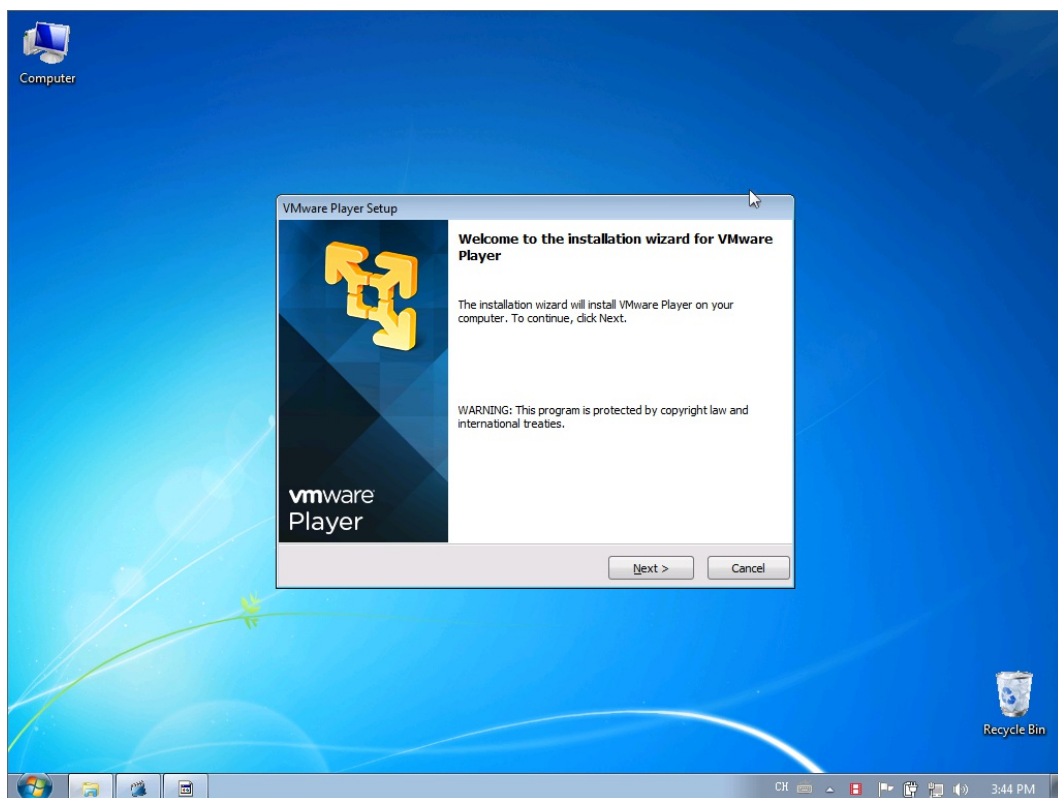 Computer
VMware Player Setup
Welcome to the installation wizard for VMware
Player
The installation wizard will install VMware Player on your
computer. To continue, click Next.
WARNING: This program is protected by copyright law and
international treaties.
vmware
Player
Next >
Cancel
Recycle Bin
CH
3:44 PM